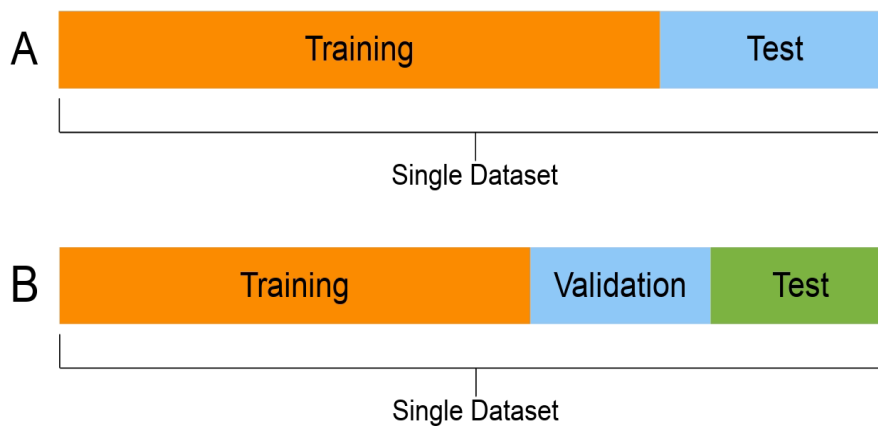 A Training Test
Single Dataset
B Training Validation Test
Single Dataset